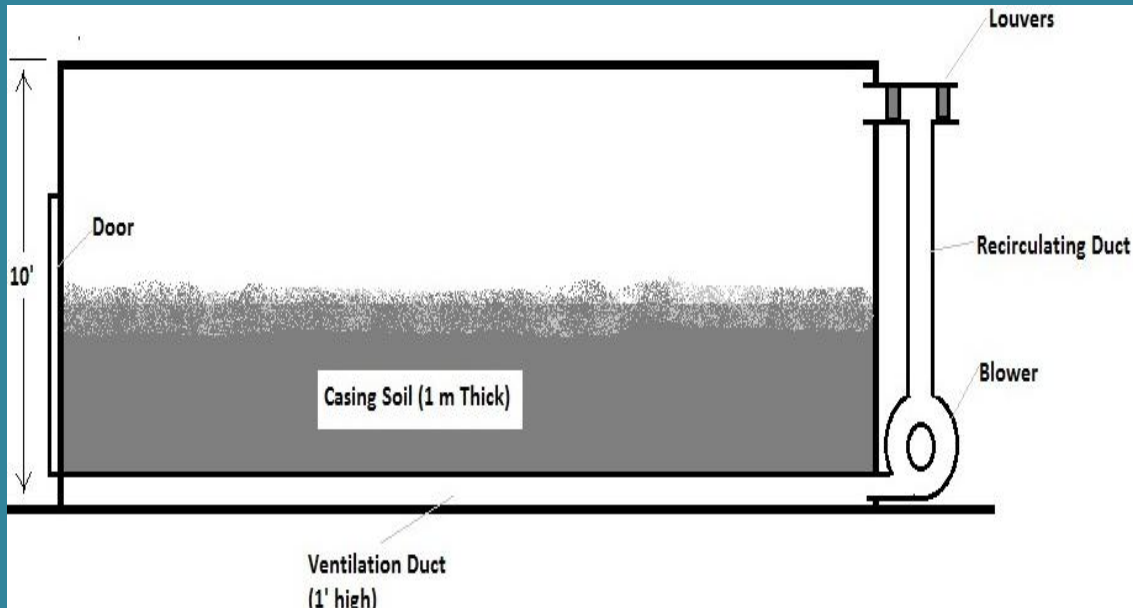 Louvers
Door
Recirculating Duct
10'
Blower
Casing Soil (1 m Thick)
Ventilation Duct
(1' high)